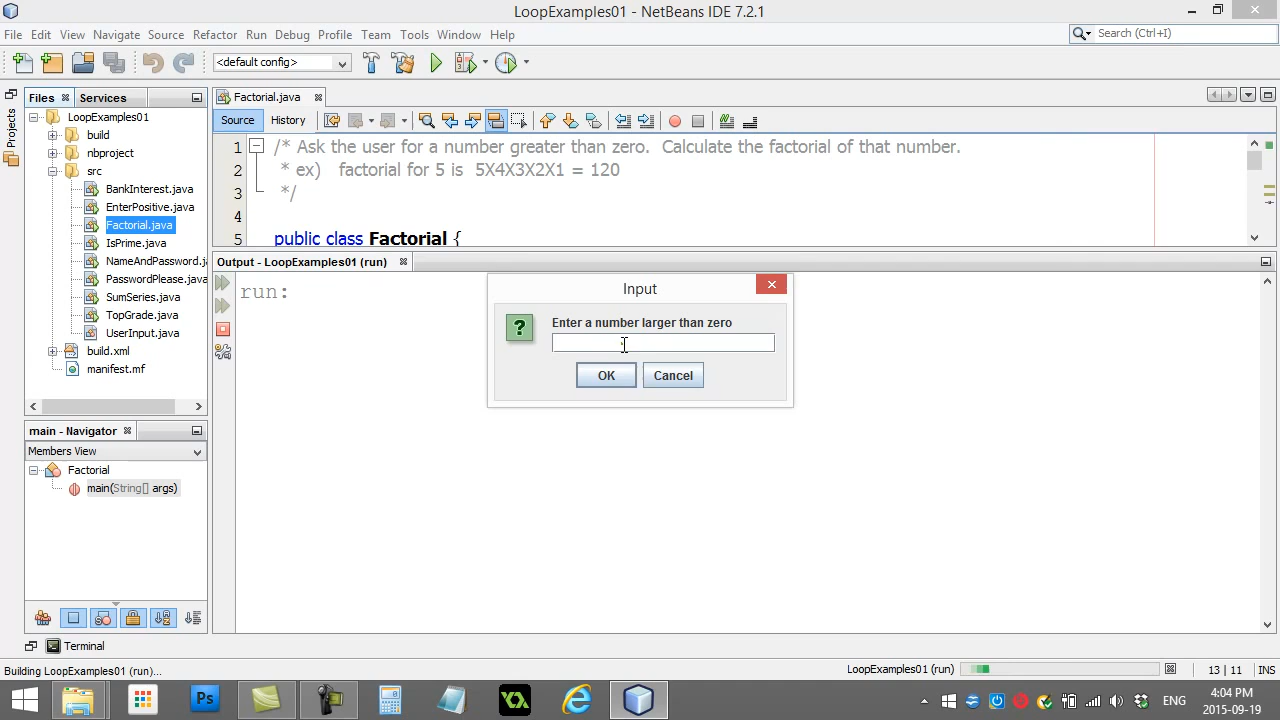 LoopExamples01 - NetBeans IDE 7.2.1
File Edit View Navigate Source Refactor Run Debug Profile Team Tools Window Help
Search (Ctrl+I)
<default config>
Projects
Files Services
Factorial.java
LoopExamples01
build
nbproject
src
BankInterest.java
EnterPositive.java
Factorial.java
IsPrime.java
NameAndPassword.j
PasswordPlease.java
SumSeries.java
TopGrade.java
UserInput.java
build.xml
manifest.mf
Source History
1 /* Ask the user for a number greater than zero. Calculate the factorial of that number.
2 * ex) factorial for 5 is 5X4X3X2X1 = 120
3 */
4
5 public class Factorial {
Output - LoopExamples01 (run)
run:
Input
?
Enter a number larger than zero
OK Cancel
main - Navigator
Members View
Factorial
main(String[] args)
Terminal
Building LoopExamples01 (run)...
LoopExamples01 (run)
13 | 11 INS
Ps
ENG
4:04 PM
2015-09-19